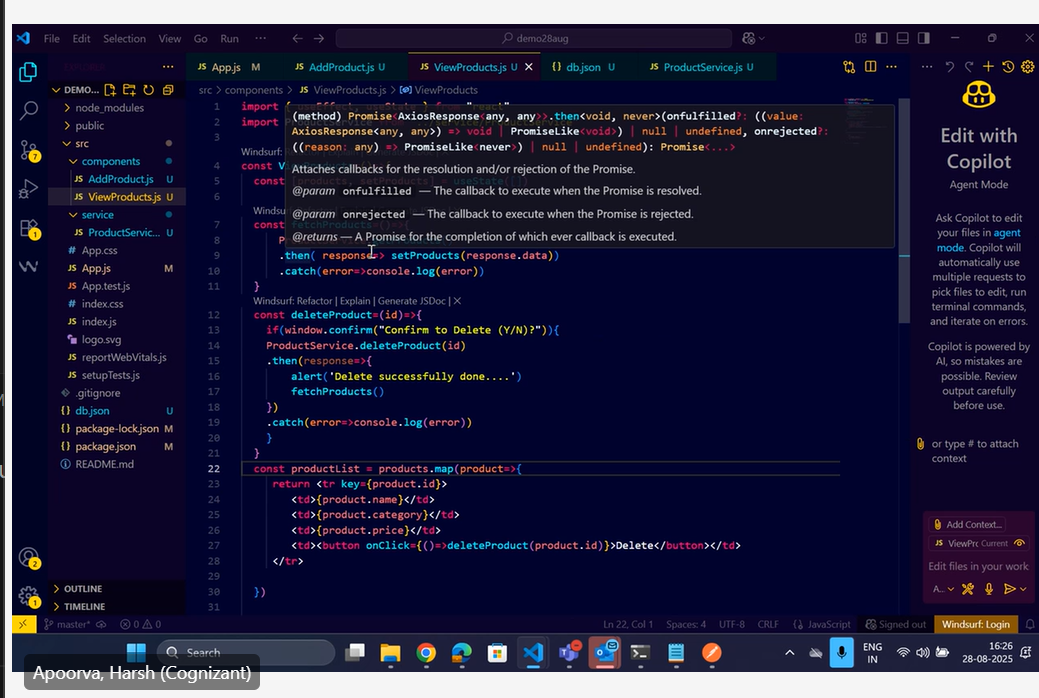 File Edit Selection View Go Run ··· demo28aug
JS App.js M JS AddProduct.js U JS ViewProducts.js U {} db.json U JS ProductService.js U
DEMO...
node_modules
public
src
components
JS AddProduct.js U
JS ViewProducts.js U
service
JS ProductServic... U
# App.css
JS App.js M
JS App.test.js
# index.css
JS index.js
logo.svg
JS reportWebVitals.js
JS setupTests.js
.gitignore
{} db.json U
{} package-lock.json M
{} package.json M
README.md
OUTLINE
TIMELINE
src > components > JS ViewProducts.js > ViewProducts
1 import { useEffect, useState } from "react"
2 import
3
Windsurf:
4 const V
5 const [products, setProducts] = useState([])
6
Windsu
7 const fetchProducts=()=>{
8 P
(method) Promise<AxiosResponse<any, any>>.then<void, never>(onfulfilled?: ((value:
AxiosResponse<any, any>) => void | PromiseLike<void>) | null | undefined, onrejected?:
((reason: any) => PromiseLike<never>) | null | undefined): Promise<...>
Attaches callbacks for the resolution and/or rejection of the Promise.
@param onfulfilled — The callback to execute when the Promise is resolved.
@param onrejected — The callback to execute when the Promise is rejected.
@returns — A Promise for the completion of which ever callback is executed.
9 .then( response=> setProducts(response.data))
10 .catch(error=>console.log(error))
11 }
Windsurf: Refactor | Explain | Generate JSDoc | X
12 const deleteProduct=(id)=>{
13 if(window.confirm("Confirm to Delete (Y/N)?")){
14 ProductService.deleteProduct(id)
15 .then(response=>{
16 alert('Delete successfully done....')
17 fetchProducts()
18 })
19 .catch(error=>console.log(error))
20 }
21 }
22 const productList = products.map(product=>{
23 return <tr key={product.id}>
24 <td>{product.name}</td>
25 <td>{product.category}</td>
26 <td>{product.price}</td>
27 <td><button onClick={()=>deleteProduct(product.id)}>Delete</button></td>
28 </tr>
29
30 })
31
Edit with
Copilot
Agent Mode
Ask Copilot to edit
your files in agent
mode. Copilot will
automatically use
multiple requests to
pick files to edit, run
terminal commands,
and iterate on errors.
Copilot is powered by
AI, so mistakes are
possible. Review
output carefully
before use.
or type # to attach
context
Add Context...
JS ViewPrc Current
Edit files in your work
A..
7
1
2
1
master* 0 0 Ln 22, Col 1 Spaces: 4 UTF-8 CRLF {} JavaScript Signed out Windsurf: Login
Search
ENG
IN
16:26
28-08-2025
Apoorva, Harsh (Cognizant)